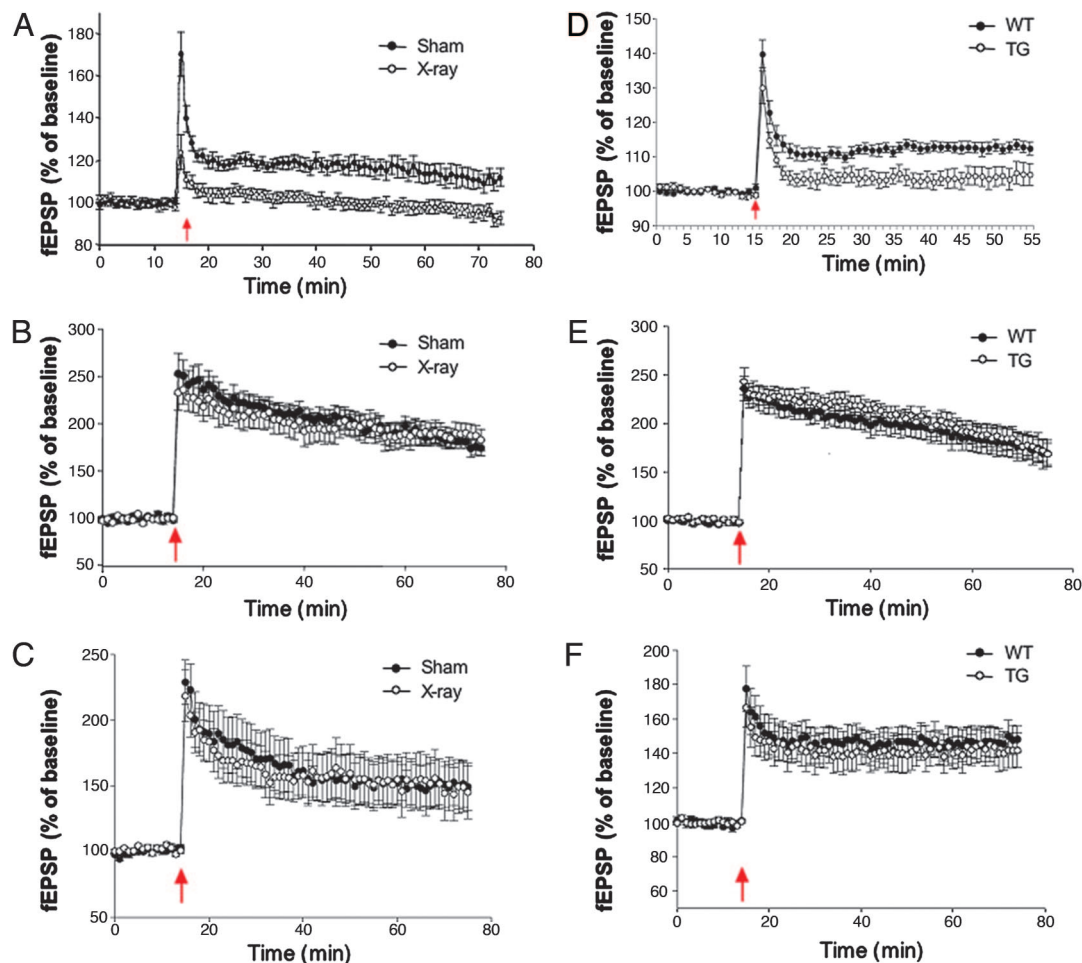 A
fEPSP (% of baseline)
180
160
140
120
100
80
0
10
20
30
40
50
60
70
80
Time (min)
Sham
X-ray
D
fEPSP (% of baseline)
150
140
130
120
110
100
90
0
5
10
15
20
25
30
35
40
45
50
55
Time (min)
WT
TG
B
fEPSP (% of baseline)
300
250
200
150
100
50
0
20
40
60
80
Time (min)
Sham
X-ray
E
fEPSP (% of baseline)
300
250
200
150
100
50
0
20
40
60
80
Time (min)
WT
TG
C
fEPSP (% of baseline)
250
200
150
100
50
0
20
40
60
80
Time (min)
Sham
X-ray
F
fEPSP (% of baseline)
200
180
160
140
120
100
80
60
0
20
40
60
80
Time (min)
WT
TG